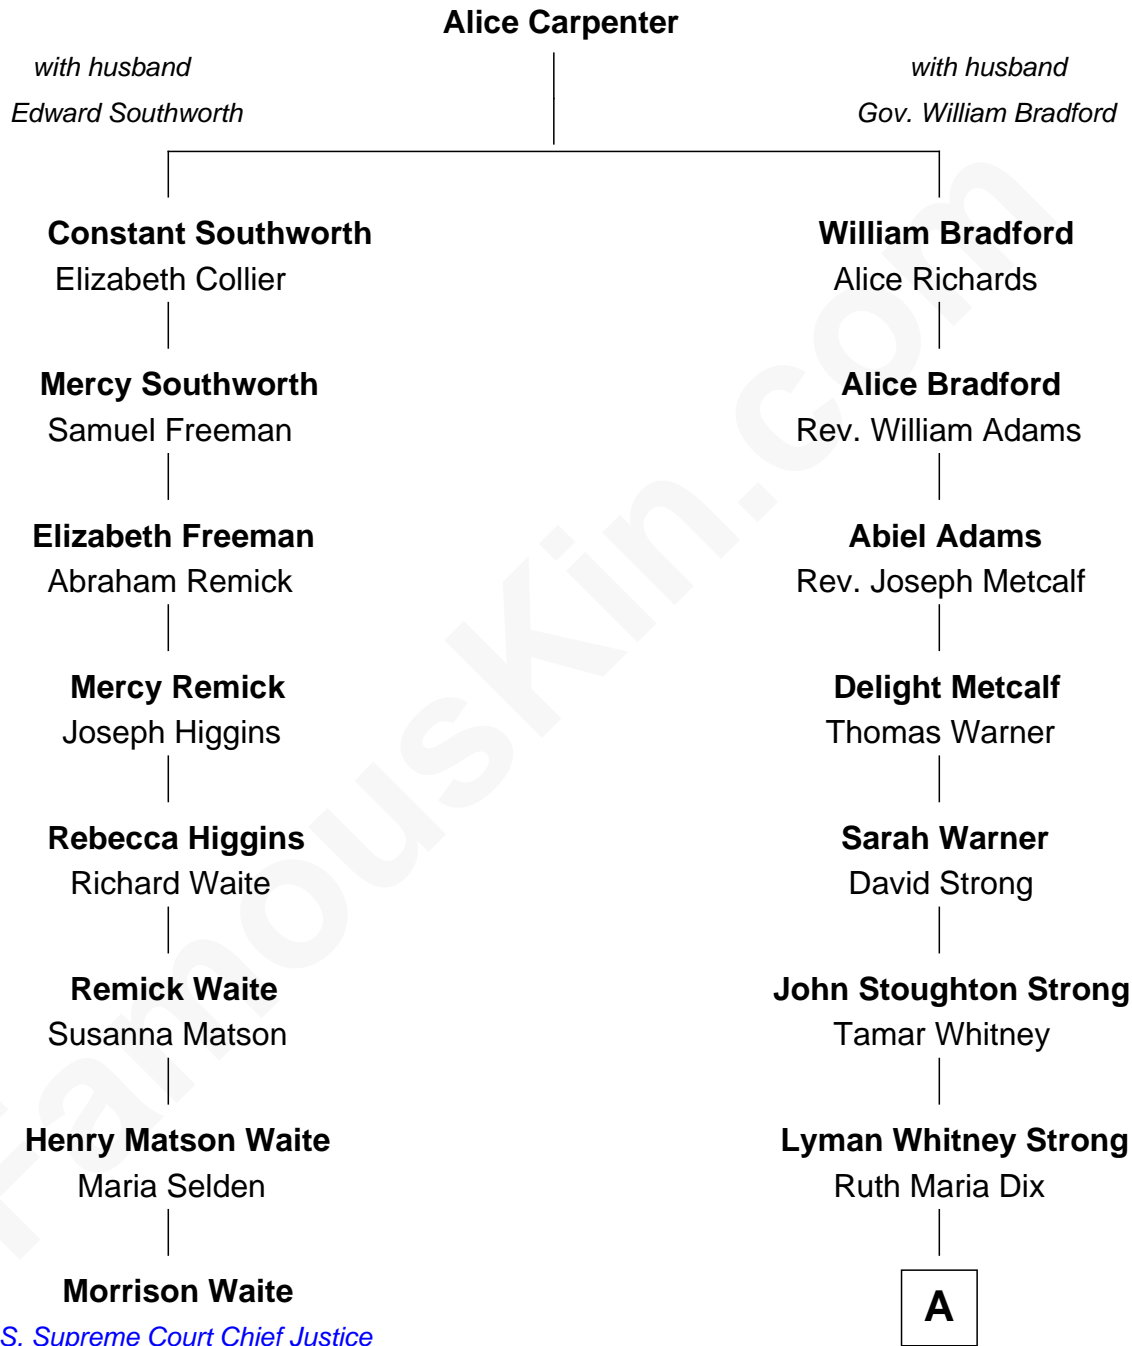 Alice Carpenter
with husband
Edward Southworth
with husband
Gov. William Bradford
Constant Southworth
Elizabeth Collier
William Bradford
Alice Richards
Mercy Southworth
Samuel Freeman
Alice Bradford
Rev. William Adams
Elizabeth Freeman
Abraham Remick
Abiel Adams
Rev. Joseph Metcalf
Mercy Remick
Joseph Higgins
Delight Metcalf
Thomas Warner
Rebecca Higgins
Richard Waite
Sarah Warner
David Strong
Remick Waite
Susanna Matson
John Stoughton Strong
Tamar Whitney
Henry Matson Waite
Maria Selden
Lyman Whitney Strong
Ruth Maria Dix
Morrison Waite
S. Supreme Court Chief Justice
A
FamousKin.com